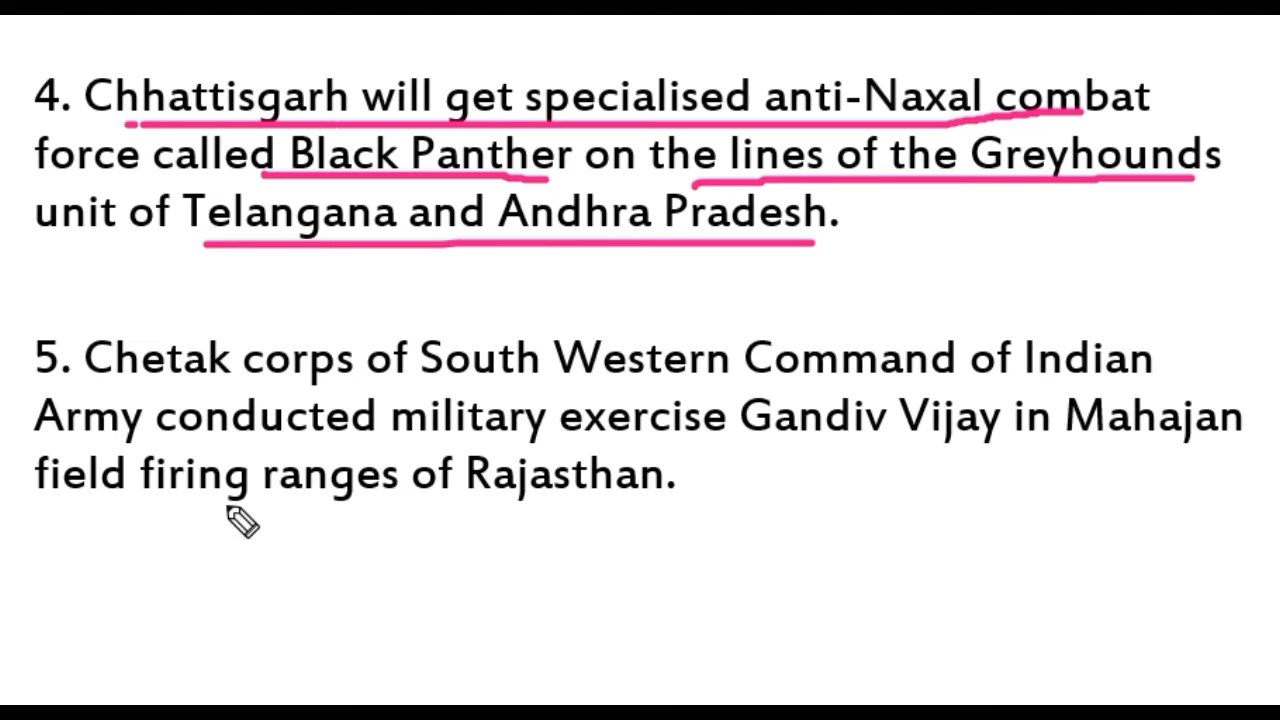 4. Chhattisgarh will get specialised anti-Naxal combat
force called Black Panther on the lines of the Greyhounds
unit of Telangana and Andhra Pradesh.
5. Chetak corps of South Western Command of Indian
Army conducted military exercise Gandiv Vijay in Mahajan
field firing ranges of Rajasthan.